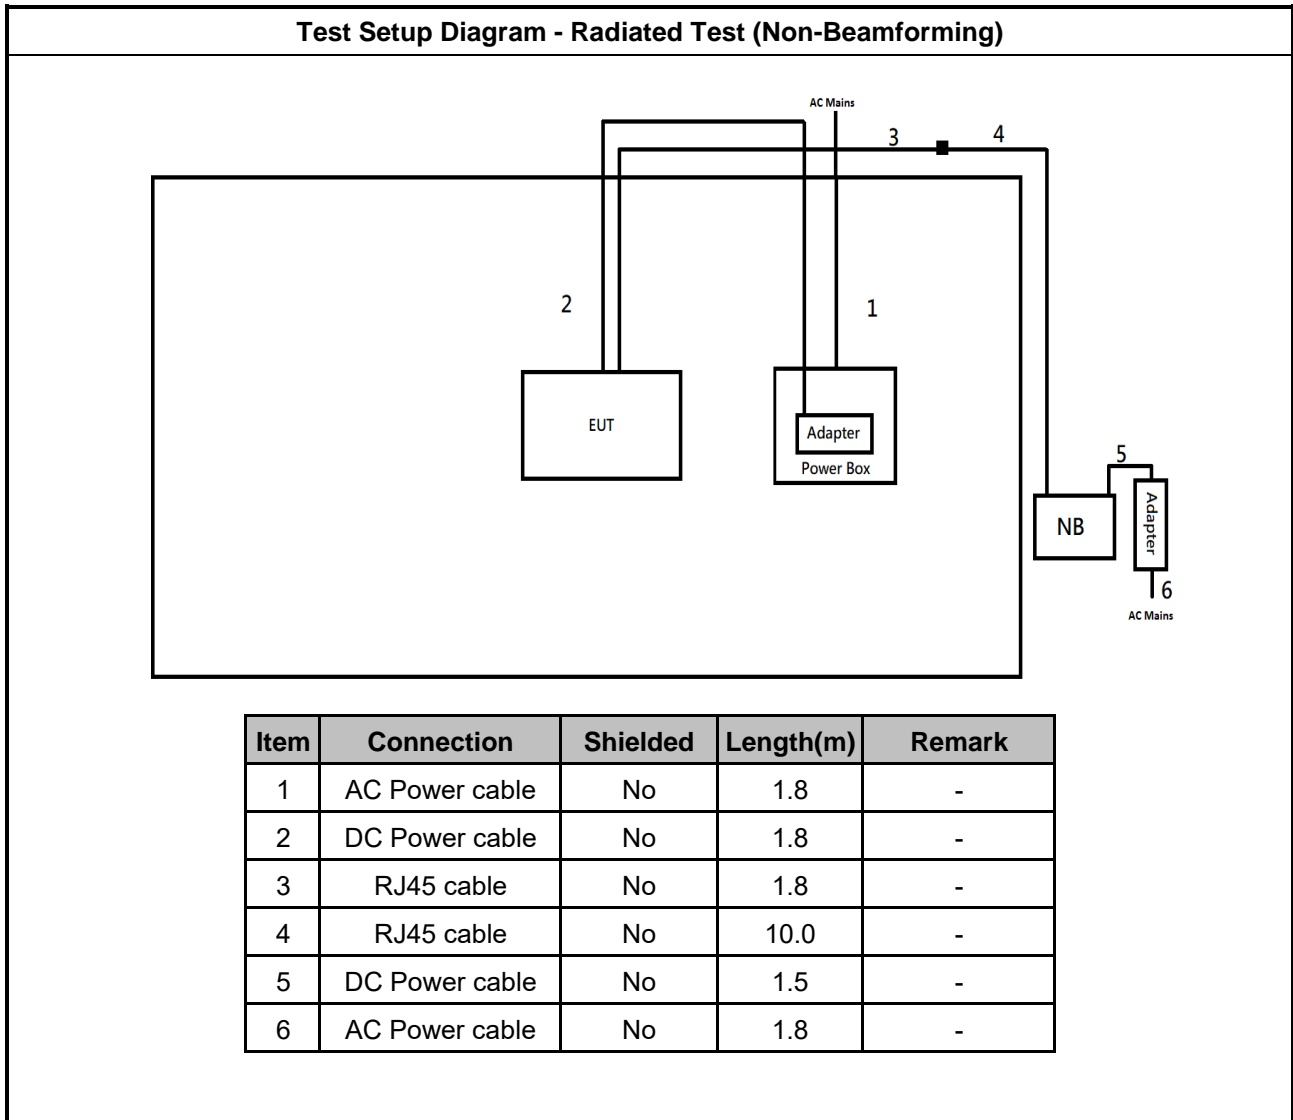 Test Setup Diagram - Radiated Test (Non-Beamforming)
AC Mains
3
4
2
1
EUT
Adapter
Power Box
5
NB
Adapter
6
AC Mains
Item Connection Shielded Length(m) Remark
1 AC Power cable No 1.8 -
2 DC Power cable No 1.8 -
3 RJ45 cable No 1.8 -
4 RJ45 cable No 10.0 -
5 DC Power cable No 1.5 -
6 AC Power cable No 1.8 -